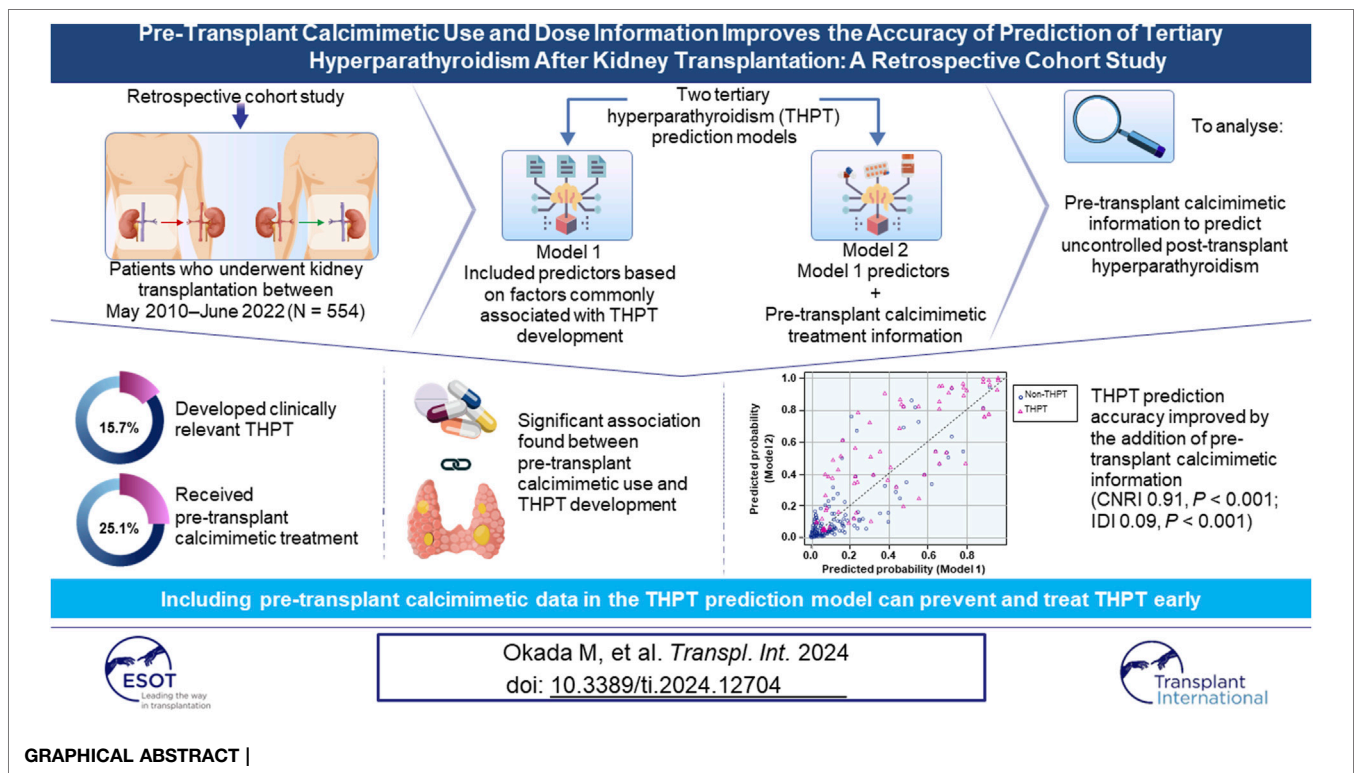 Pre-Transplant Calcimimetic Use and Dose Information Improves the Accuracy of Prediction of Tertiary
Hyperparathyroidism After Kidney Transplantation: A Retrospective Cohort Study
Retrospective cohort study
Patients who underwent kidney
transplantation between
May 2010–June 2022 (N = 554)
Two tertiary
hyperparathyroidism (THPT)
prediction models
Model 1
Included predictors based
on factors commonly
associated with THPT
development
Model 2
Model 1 predictors
+
Pre-transplant calcimimetic
treatment information
To analyse:
Pre-transplant calcimimetic
information to predict
uncontrolled post-transplant
hyperparathyroidism
15.7%
Developed clinically
relevant THPT
25.1%
Received
pre-transplant
calcimimetic treatment
Significant association
found between
pre-transplant
calcimimetic use and
THPT development
Predicted probability
(Model 2)
1.0
0.8
0.6
0.4
0.2
0.0
0.0 0.2 0.4 0.6 0.8
Predicted probability (Model 1)
Non-THPT
THPT
THPT prediction
accuracy improved by
the addition of pre-
transplant calcimimetic
information
(CNRI 0.91, P < 0.001;
IDI 0.09, P < 0.001)
Including pre-transplant calcimimetic data in the THPT prediction model can prevent and treat THPT early
ESOT
Leading the way
in transplantation
Okada M, et al. Transpl. Int. 2024
doi: 10.3389/ti.2024.12704
Transplant
International
GRAPHICAL ABSTRACT |